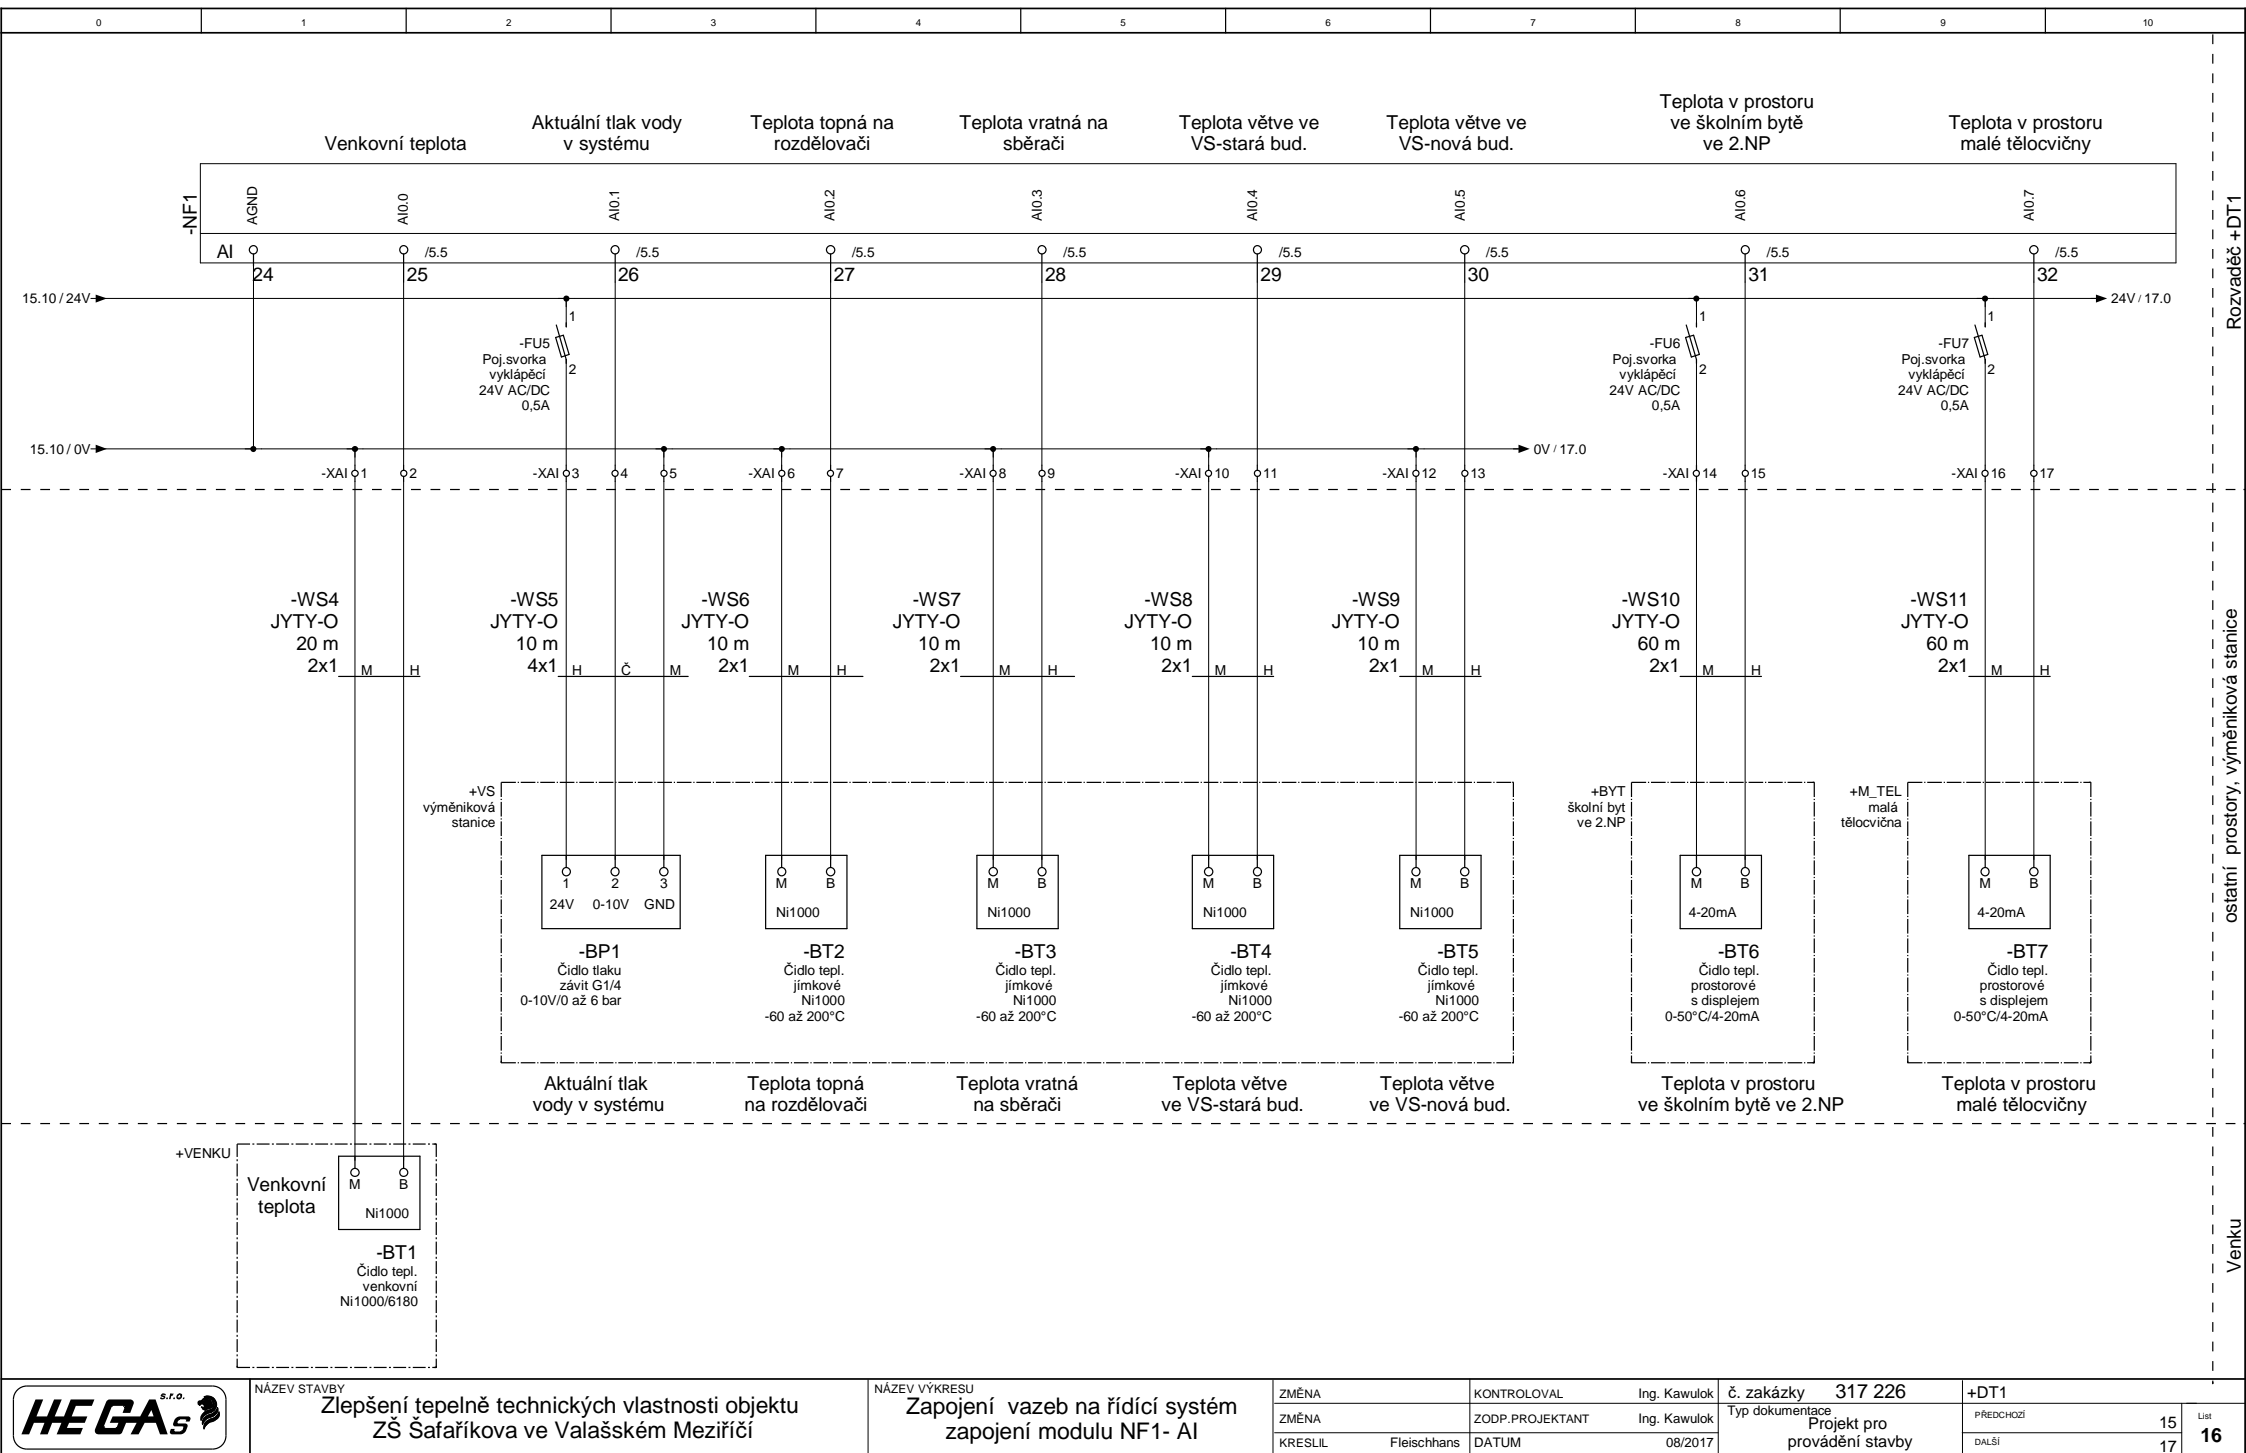 0 1 2 3 4 5 6 7 8 9 10
Venkovní teplota
Aktuální tlak vody
v systému
Teplota topná na
rozdělovači
Teplota vratná na
sběrači
Teplota větve ve
VS-stará bud.
Teplota větve ve
VS-nová bud.
Teplota v prostoru
ve školním bytě
ve 2.NP
Teplota v prostoru
malé tělocvičny
-NF1
AGND AI0.0 AI0.1 AI0.2 AI0.3 AI0.4 AI0.5 AI0.6 AI0.7
AI /5.5 /5.5 /5.5 /5.5 /5.5 /5.5 /5.5 /5.5
24 25 26 27 28 29 30 31 32
15.10 / 24V 24V / 17.0
1
-FU5
Poj.svorka
vyklápěcí
2
24V AC/DC
0,5A
1
-FU6
Poj.svorka
vyklápěcí
2
24V AC/DC
0,5A
1
-FU7
Poj.svorka
vyklápěcí
2
24V AC/DC
0,5A
15.10 / 0V 0V / 17.0
-XAI 1 2 -XAI 3 4 5 -XAI 6 7 -XAI 8 9 -XAI 10 11 -XAI 12 13 -XAI 14 15 -XAI 16 17
Rozvaděč +DT1
-WS4
JYTY-O
20 m
2x1 M H
-WS5
JYTY-O
10 m
4x1 H Č M
-WS6
JYTY-O
10 m
2x1 M H
-WS7
JYTY-O
10 m
2x1 M H
-WS8
JYTY-O
10 m
2x1 M H
-WS9
JYTY-O
10 m
2x1 M H
-WS10
JYTY-O
60 m
2x1 M H
-WS11
JYTY-O
60 m
2x1 M H
ostatní prostory, výměniková stanice
+VS
výměniková
stanice
1 2 3
24V 0-10V GND
-BP1
Čidlo tlaku
závit G1/4
0-10V/0 až 6 bar
M B
Ni1000
-BT2
Čidlo tepl.
jímkové
Ni1000
-60 až 200°C
M B
Ni1000
-BT3
Čidlo tepl.
jímkové
Ni1000
-60 až 200°C
M B
Ni1000
-BT4
Čidlo tepl.
jímkové
Ni1000
-60 až 200°C
M B
Ni1000
-BT5
Čidlo tepl.
jímkové
Ni1000
-60 až 200°C
+BYT
školní byt
ve 2.NP
M B
4-20mA
-BT6
Čidlo tepl.
prostorové
s displejem
0-50°C/4-20mA
+M_TEL
malá
tělocvična
M B
4-20mA
-BT7
Čidlo tepl.
prostorové
s displejem
0-50°C/4-20mA
Aktuální tlak
vody v systému
Teplota topná
na rozdělovači
Teplota vratná
na sběrači
Teplota větve
ve VS-stará bud.
Teplota větve
ve VS-nová bud.
Teplota v prostoru
ve školním bytě ve 2.NP
Teplota v prostoru
malé tělocvičny
+VENKU
Venkovní
teplota
M B
Ni1000
-BT1
Čidlo tepl.
venkovní
Ni1000/6180
Venku
HEGAs s.r.o.
NÁZEV STAVBY
Zlepšení tepelně technických vlastnosti objektu
ZŠ Šafaříkova ve Valašském Meziříčí
NÁZEV VÝKRESU
Zapojení vazeb na řídící systém
zapojení modulu NF1- AI
ZMĚNA
ZMĚNA
KRESLIL Fleischhans
KONTROLOVAL Ing. Kawulok
ZODP.PROJEKTANT Ing. Kawulok
DATUM 08/2017
č. zakázky 317 226
Typ dokumentace
Projekt pro
provádění stavby
+DT1
PŘEDCHOZÍ 15
DALŠÍ 17
List
16